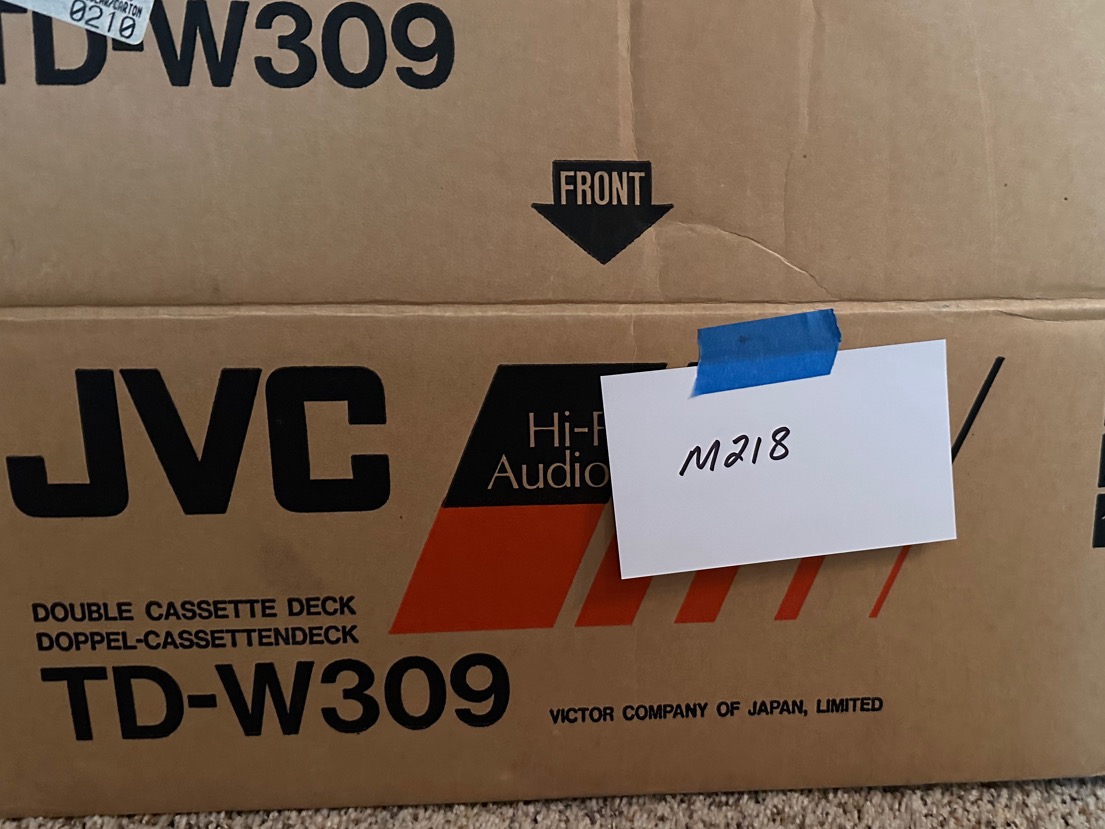 0210
TD-W309
FRONT
JVC
Hi-F
Audio
M218
DOUBLE CASSETTE DECK
DOPPEL-CASSETTENDECK
TD-W309
VICTOR COMPANY OF JAPAN, LIMITED